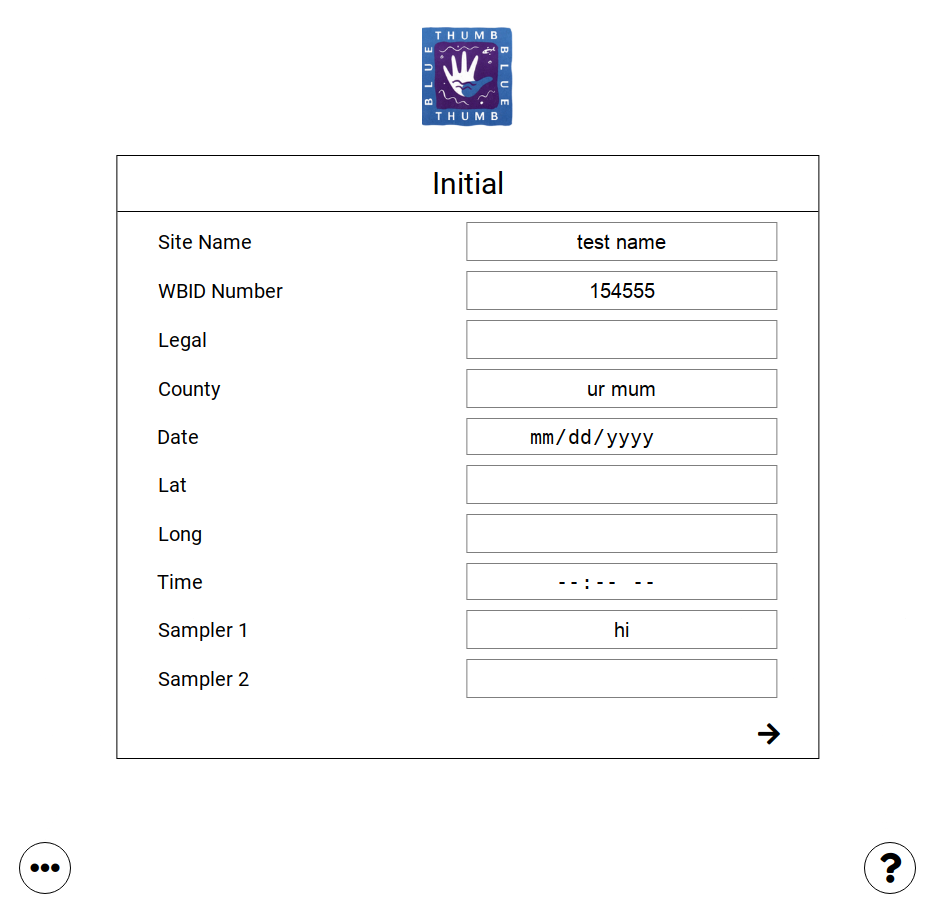 THUMB
BLUE
BLUE
THUMB
Initial
Site Name test name
WBID Number 154555
Legal
County ur mum
Date mm/dd/yyyy
Lat
Long
Time --:-- --
Sampler 1 hi
Sampler 2
?